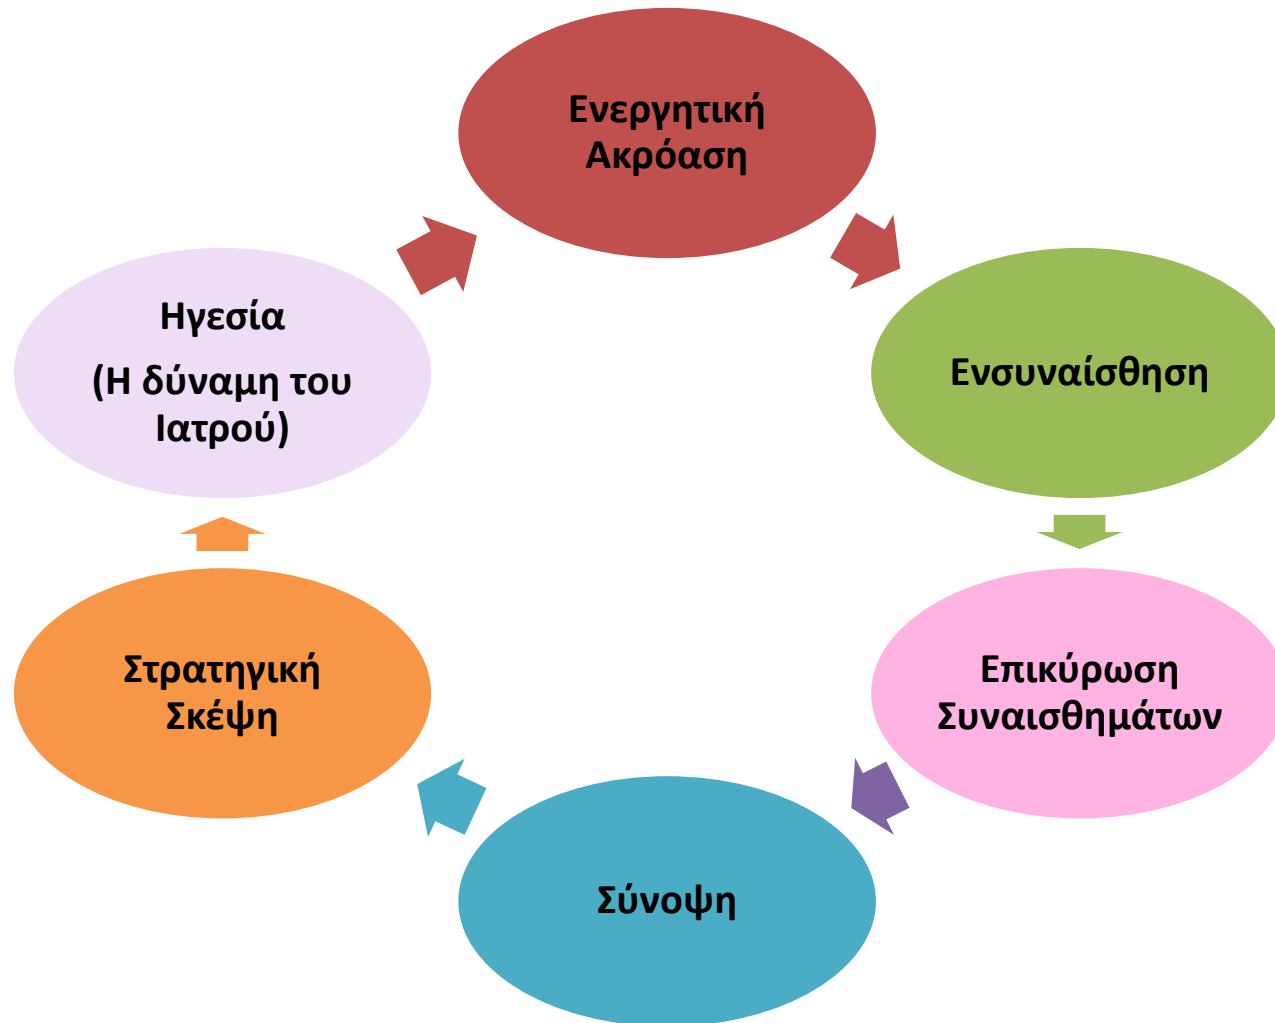 Ενεργητική
Ακρόαση
Ενσυναίσθηση
Επικύρωση
Συναισθημάτων
Σύνοψη
Στρατηγική
Σκέψη
Ηγεσία
(Η δύναμη του
Ιατρού)